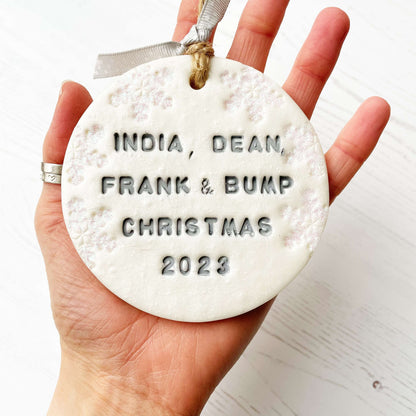 INDIA, DEAN,
FRANK & BUMP
CHRISTMAS
2023